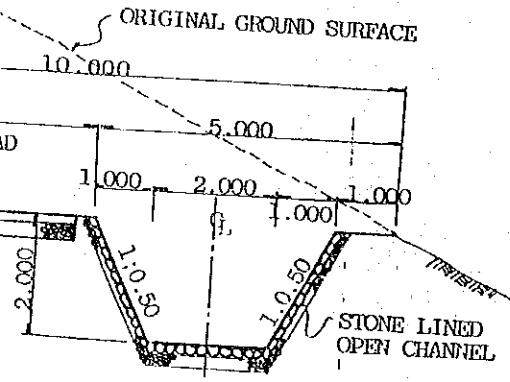 ORIGINAL GROUND SURFACE
10.000
5.000
AD
1.000 2.000 1.000
1.000
℄
2.000
1:0.50
1:0.50
STONE LINED
OPEN CHANNEL